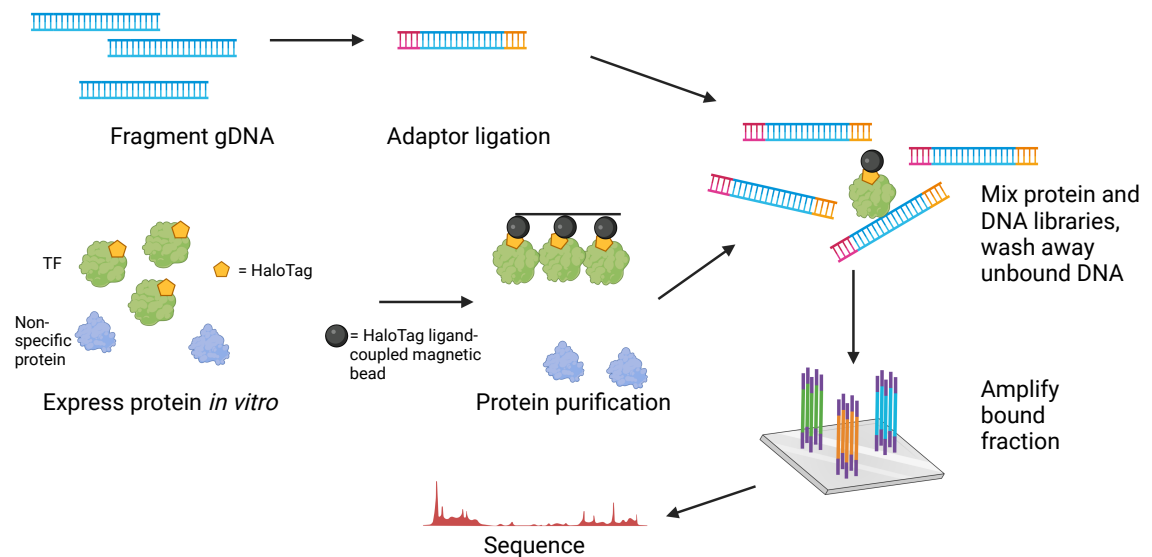 Fragment gDNA
Adaptor ligation
Mix protein and
DNA libraries,
wash away
unbound DNA
TF
= HaloTag
Non-
specific
protein
= HaloTag ligand-
coupled magnetic
bead
Express protein in vitro
Protein purification
Amplify
bound
fraction
Sequence